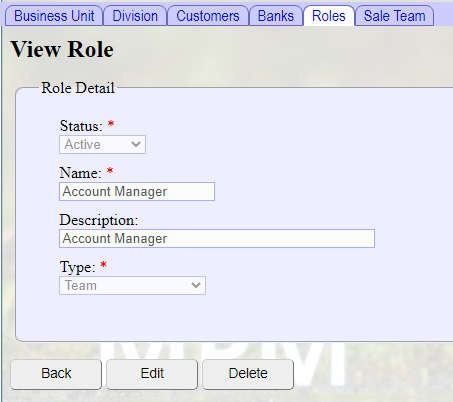 Business Unit Division Customers Banks Roles Sale Team
View Role
Role Detail
Status: *
Active
Name: *
Account Manager
Description:
Account Manager
Type: *
Team
Back Edit Delete